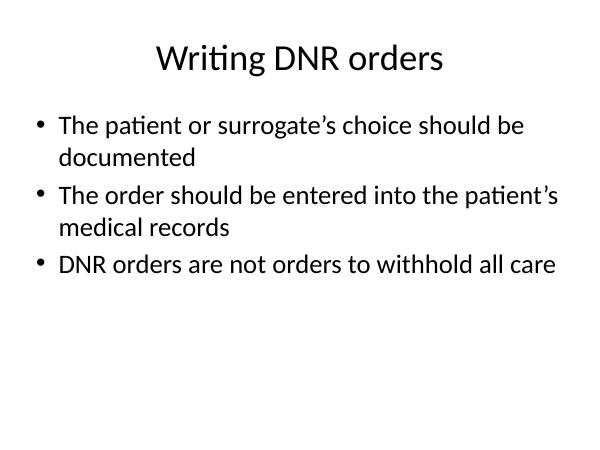 Writing DNR orders
• The patient or surrogate’s choice should be
documented
• The order should be entered into the patient’s
medical records
• DNR orders are not orders to withhold all care